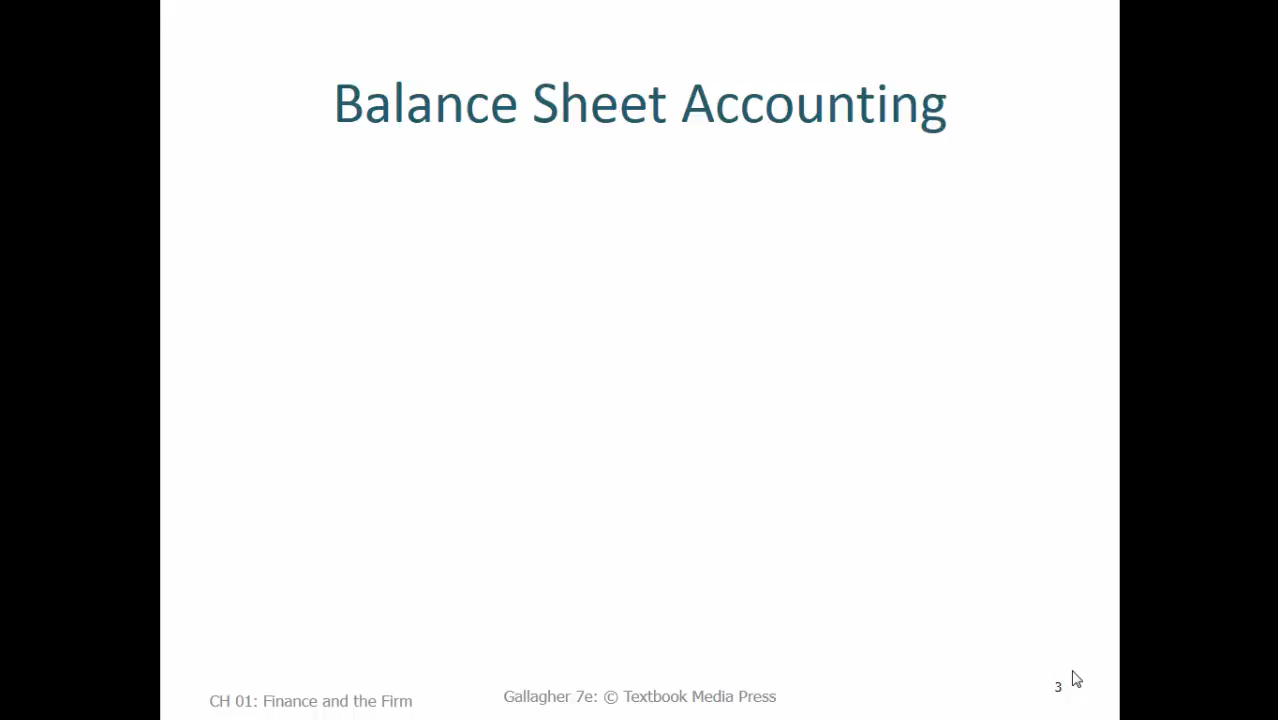 Balance Sheet Accounting
CH 01: Finance and the Firm
Gallagher 7e: © Textbook Media Press
3